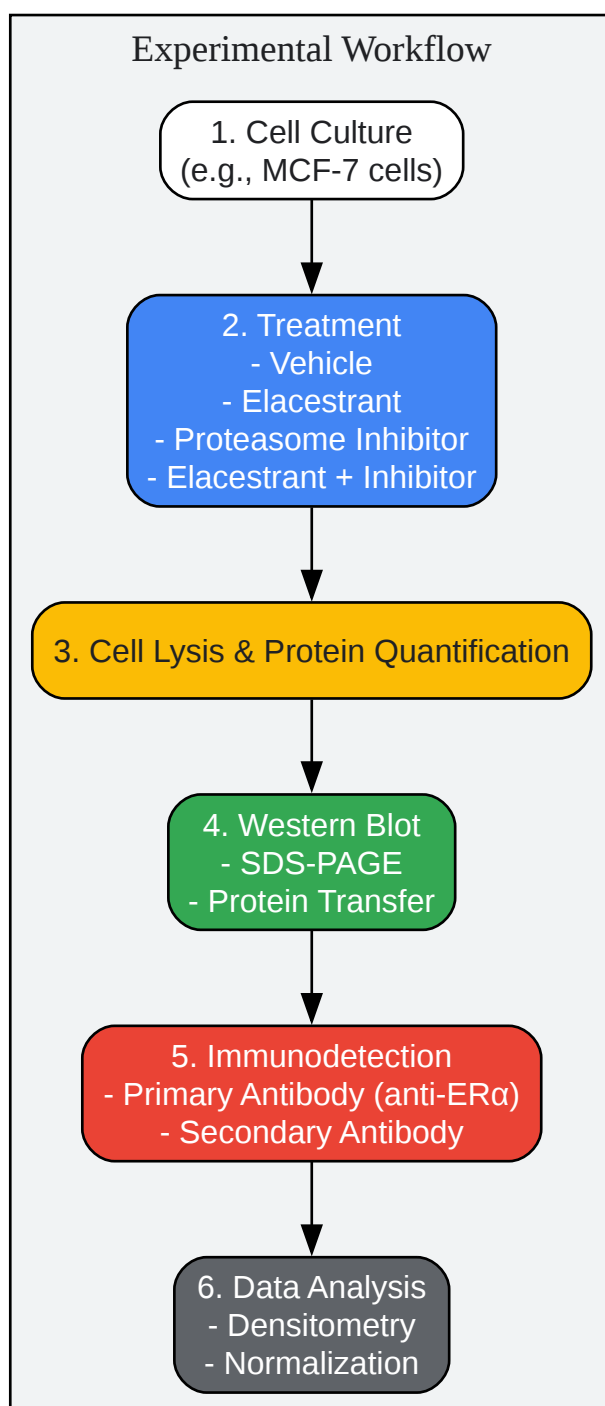 Experimental Workflow
1. Cell Culture
(e.g., MCF-7 cells)
2. Treatment
- Vehicle
- Elacestrant
- Proteasome Inhibitor
- Elacestrant + Inhibitor
3. Cell Lysis & Protein Quantification
4. Western Blot
- SDS-PAGE
- Protein Transfer
5. Immunodetection
- Primary Antibody (anti-ERα)
- Secondary Antibody
6. Data Analysis
- Densitometry
- Normalization